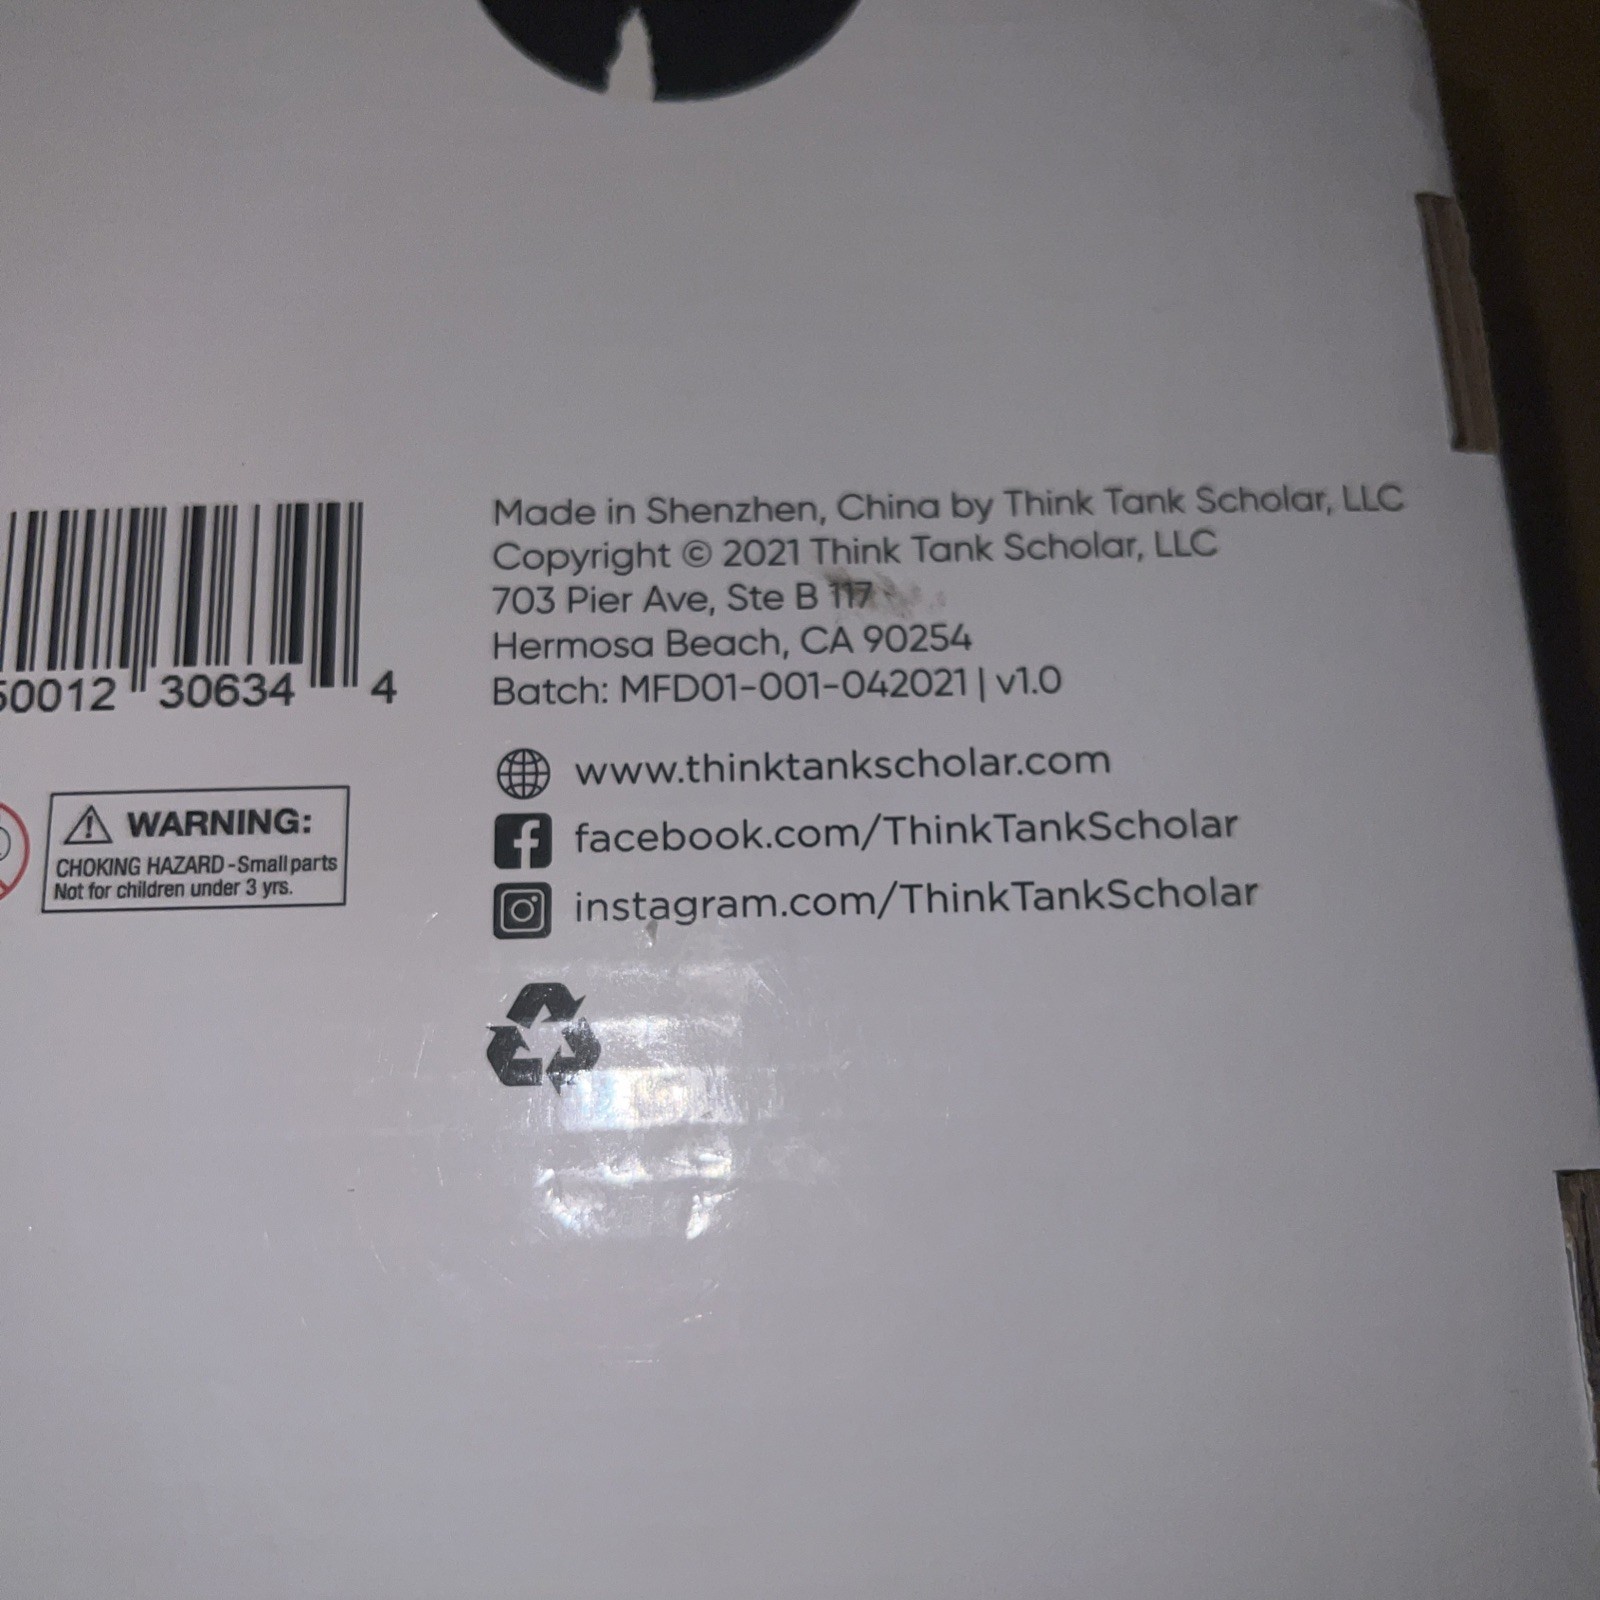 Made in Shenzhen, China by Think Tank Scholar, LLC
Copyright © 2021 Think Tank Scholar, LLC
703 Pier Ave, Ste B 117
Hermosa Beach, CA 90254
Batch: MFD01-001-042021 | v1.0
50012 30634 4
www.thinktankscholar.com
facebook.com/ThinkTankScholar
instagram.com/ThinkTankScholar
WARNING:
CHOKING HAZARD - Small parts
Not for children under 3 yrs.